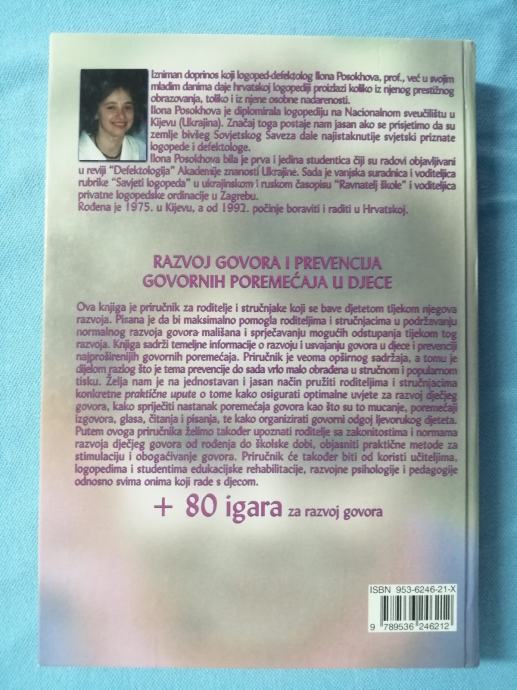 Izniman doprinos koji logoped-defektolog Ilona Posokhova, prof., već u svojim
mladim danima daje hrvatskoj logopediji proizlazi koliko iz njenog prestižnog
obrazovanja, toliko i iz njene osobne nadarenosti.
Ilona Posokhova je diplomirala logopediju na Nacionalnom sveučilištu u
Kijevu (Ukrajina). Značaj toga postaje nam jasan ako se prisjetimo da su
zemlje bivšeg Sovjetskog Saveza dale najistaknutije svjetski priznate
logopede i defektologe.
Ilona Posokhova bila je prva i jedina studentica čiji su radovi objavljivani
u reviji "Defektologija" Akademije znanosti Ukrajine. Sada je vanjska suradnica i voditeljica
rubrike "Savjeti logopeda" u ukrajinskom i ruskom časopisu "Ravnatelj škole" i voditeljica
privatne logopedske ordinacije u Zagrebu.
Rođena je 1975. u Kijevu, a od 1992. počinje boraviti i raditi u Hrvatskoj.
RAZVOJ GOVORA I PREVENCIJA
GOVORNIH POREMEĆAJA U DJECE
Ova knjiga je priručnik za roditelje i stručnjake koji se bave djetetom tijekom njegova
razvoja. Pisana je da bi maksimalno pomogla roditeljima i stručnjacima u podržavanju
normalnog razvoja govora mališana i sprječavanju mogućih odstupanja tijekom tog
razvoja. Knjiga sadrži temeljne informacije o razvoju i usvajanju govora u djece i prevenciji
najproširenijih govornih poremećaja. Priručnik je veoma opširnog sadržaja, a tomu je
dijelom razlog što je tema prevencije do sada vrlo malo obrađena u stručnom i popularnom
tisku. Želja nam je na jednostavan i jasan način pružiti roditeljima i stručnjacima
konkretne praktične upute o tome kako osigurati optimalne uvjete za razvoj dječjeg
govora, kako spriječiti nastanak poremećaja govora kao što su to mucanje, poremećaji
izgovora, glasa, čitanja i pisanja, te kako organizirati govorni odgoj ljevorukog djeteta.
Putem ovoga priručnika želimo također upoznati roditelje sa zakonitostima i normama
razvoja dječjeg govora od rođenja do školske dobi, objasniti praktične metode za
stimulaciju i obogaćivanje govora. Priručnik će također biti od koristi učiteljima,
logopedima i studentima edukacijske rehabilitacije, razvojne psihologije i pedagogije
odnosno svima onima koji rade s djecom.
+ 80 igara za razvoj govora
ISBN 953-6246-21-X
9 789536 246212